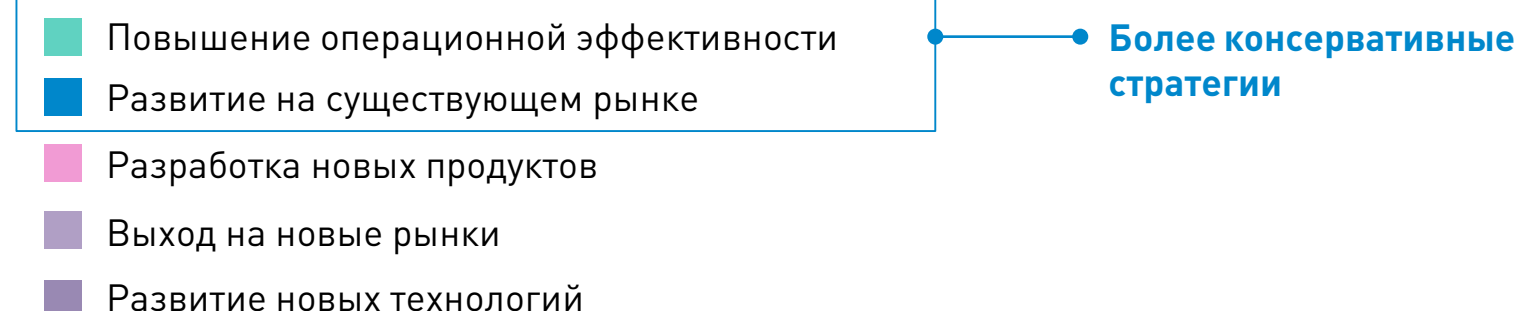 Повышение операционной эффективности
Более консервативные
стратегии
Развитие на существующем рынке
Разработка новых продуктов
Выход на новые рынки
Развитие новых технологий